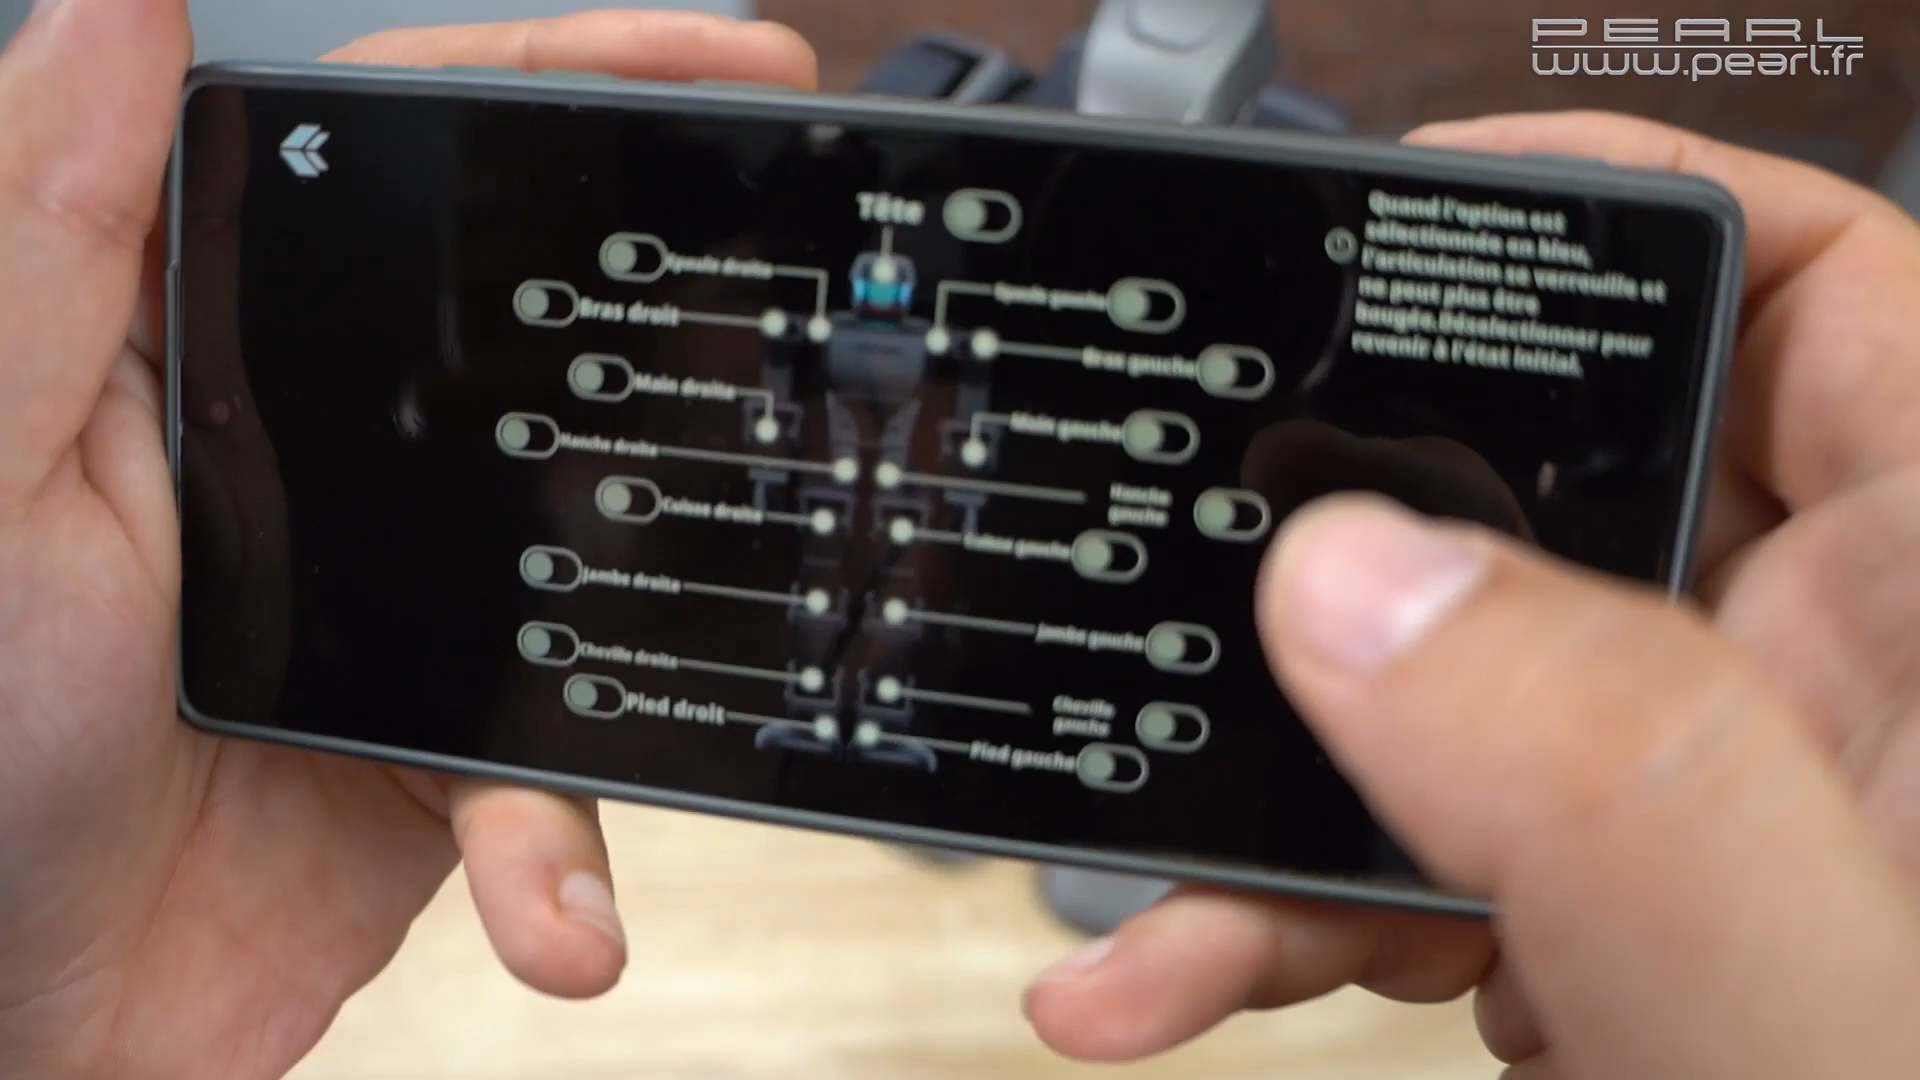 PEARL
www.pearl.fr
Tête
Quand l'option est
sélectionnée en bleu,
l'articulation se verrouille et
ne peut plus être
bougée.Désélectionner pour
revenir à l'état initial.
Epaule droite
Epaule gauche
Bras droit
Bras gauche
Main droite
Main gauche
Hanche droite
Hanche
gauche
Cuisse droite
Cuisse gauche
Jambe droite
Jambe gauche
Cheville droite
Cheville
gauche
Pied droit
Pied gauche